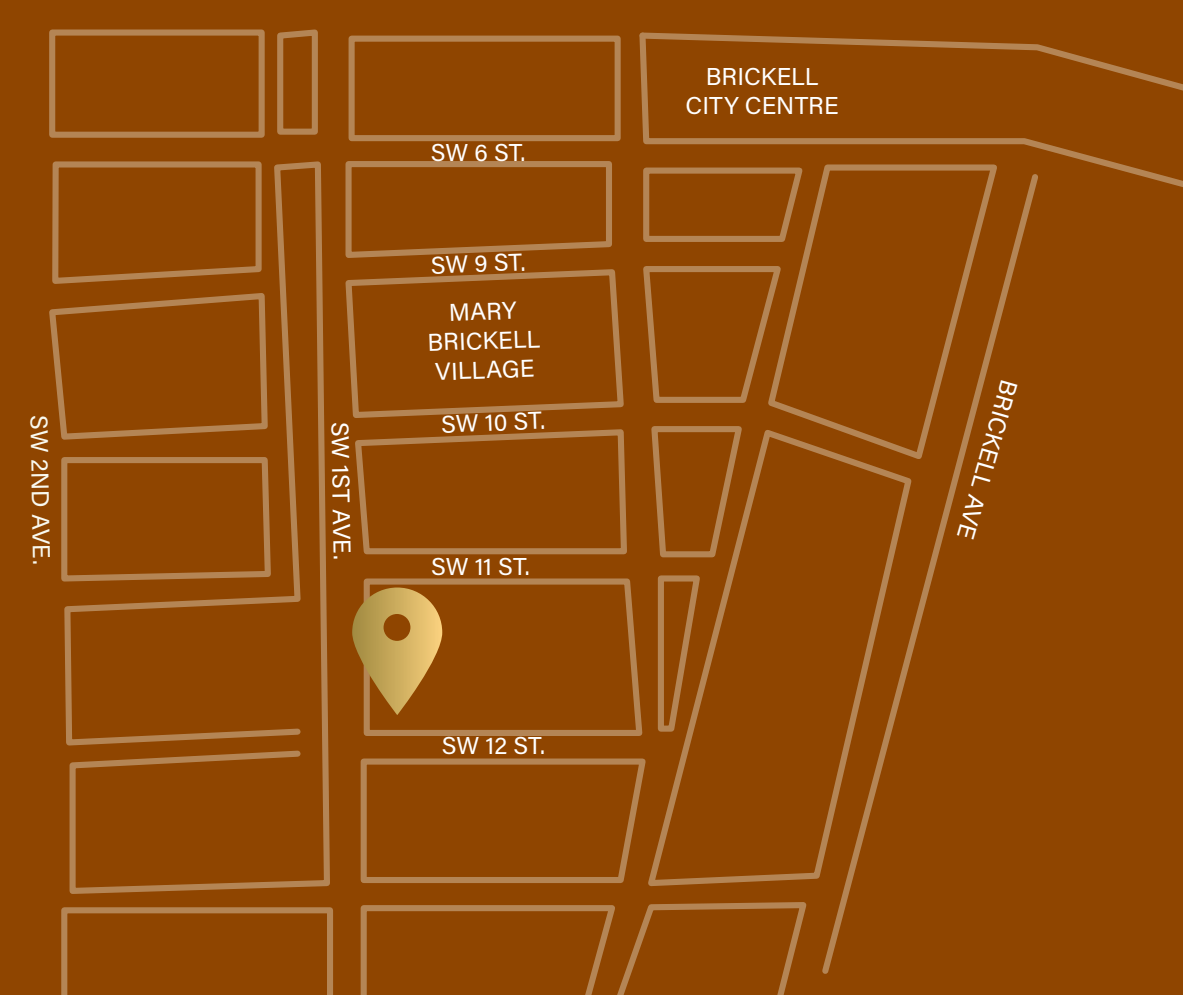 BRICKELL
CITY CENTRE
SW 6 ST.
SW 9 ST.
MARY
BRICKELL
VILLAGE
SW 10 ST.
SW 2ND AVE.
SW 1ST AVE.
BRICKELL AVE
SW 11 ST.
SW 12 ST.